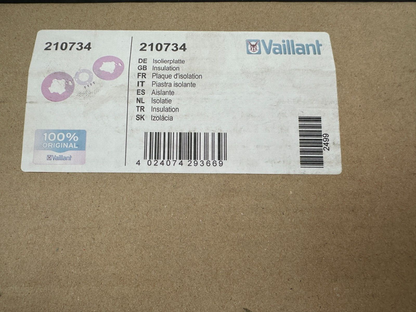 210734
210734
Vaillant
DE Isolierplatte
GB Insulation
FR Plaque d'isolation
IT Piastra isolante
ES Aislante
NL Isolatie
TR Insulation
SK Izolácia
100%
ORIGINAL
Vaillant
4 024074 293669
2499